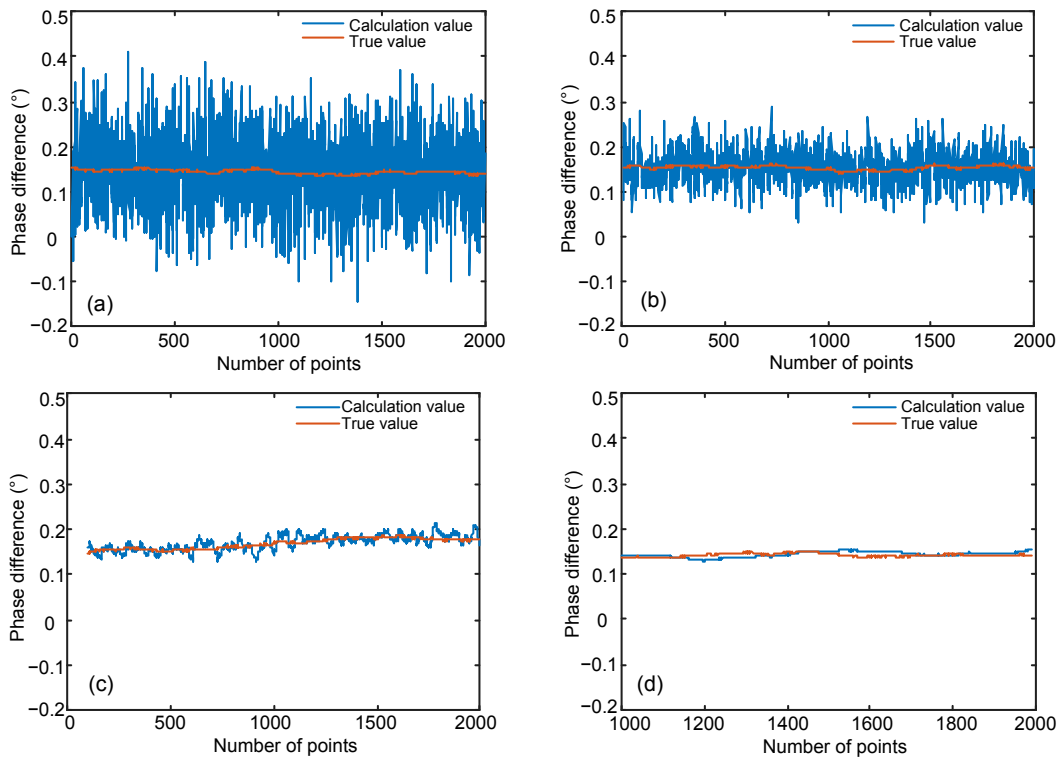 0.5
Calculation value
True value
0.4
0.3
0.2
0.1
0
−0.1
−0.2
Phase difference (°)
(a)
0 500 1000 1500 2000
Number of points
0.5
Calculation value
True value
0.4
0.3
0.2
0.1
0
−0.1
−0.2
Phase difference (°)
(b)
0 500 1000 1500 2000
Number of points
0.5
Calculation value
True value
0.4
0.3
0.2
0.1
0
−0.1
−0.2
Phase difference (°)
(c)
0 500 1000 1500 2000
Number of points
0.5
Calculation value
True value
0.4
0.3
0.2
0.1
0
−0.1
−0.2
Phase difference (°)
(d)
1000 1200 1400 1600 1800 2000
Number of points